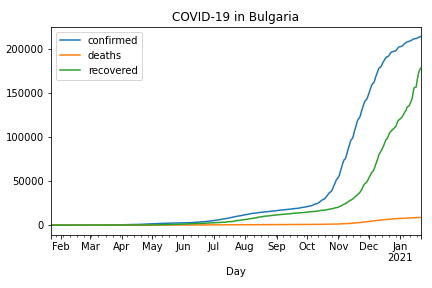 COVID-19 in Bulgaria
confirmed
deaths
recovered
200000
150000
100000
50000
0
Feb Mar Apr May Jun Jul Aug Sep Oct Nov Dec Jan
2021
Day